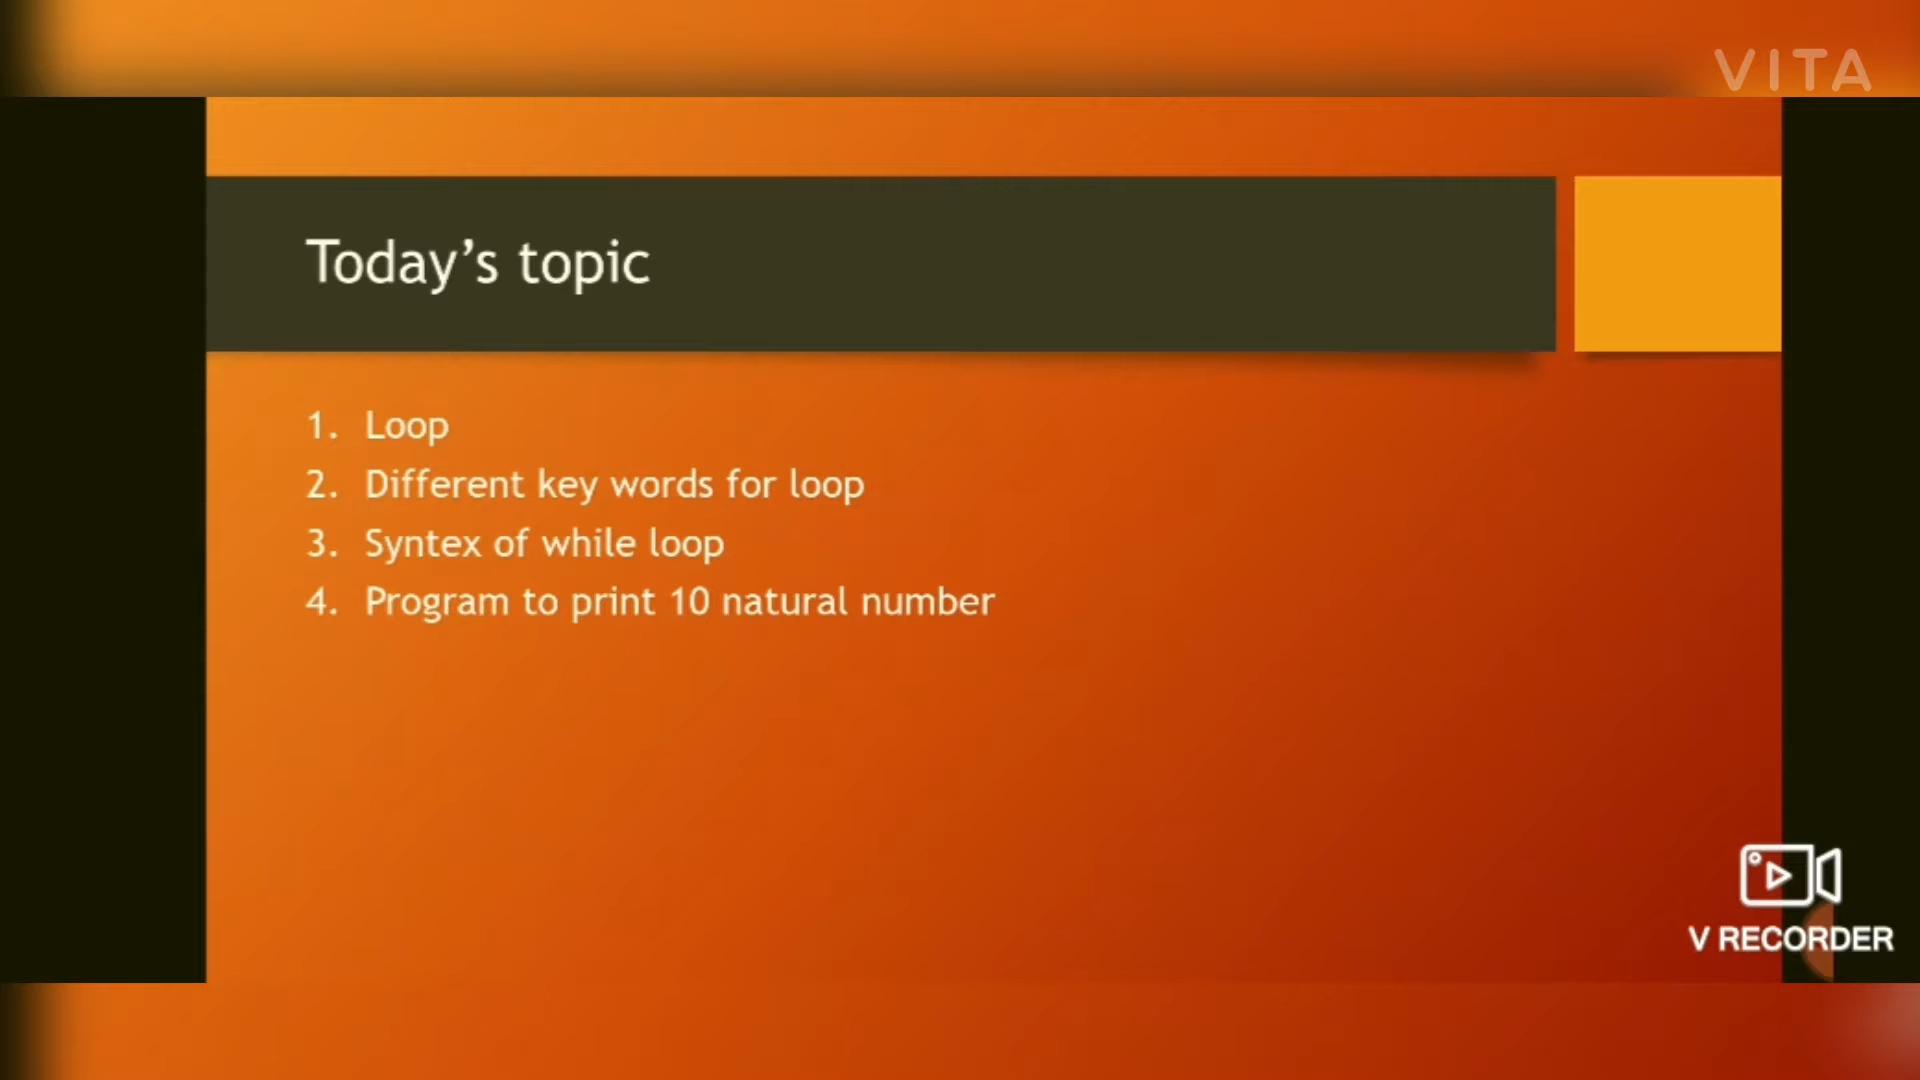 VITA
Today’s topic
1. Loop
2. Different key words for loop
3. Syntex of while loop
4. Program to print 10 natural number
V RECORDER